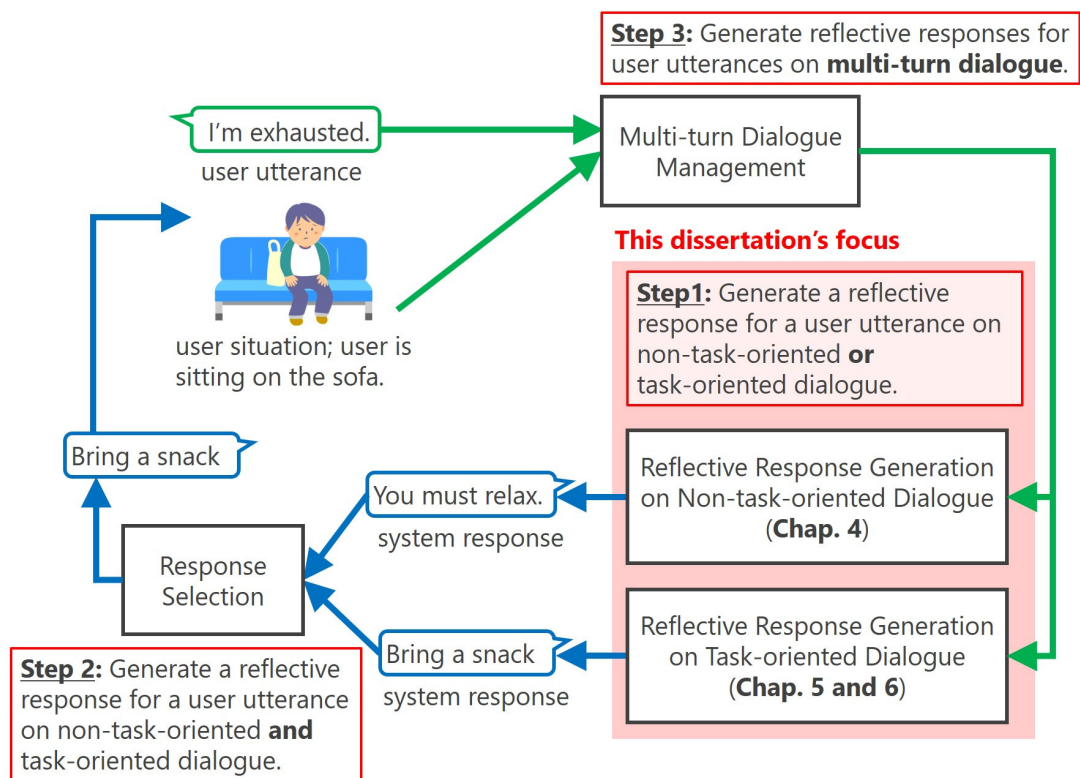 Step 3: Generate reflective responses for
user utterances on multi-turn dialogue.
I'm exhausted.
user utterance
Multi-turn Dialogue
Management
This dissertation's focus
Step1: Generate a reflective
response for a user utterance on
non-task-oriented or
task-oriented dialogue.
user situation; user is
sitting on the sofa.
Bring a snack
You must relax.
system response
Reflective Response Generation
on Non-task-oriented Dialogue
(Chap. 4)
Response
Selection
Bring a snack
system response
Reflective Response Generation
on Task-oriented Dialogue
(Chap. 5 and 6)
Step 2: Generate a reflective
response for a user utterance
on non-task-oriented and
task-oriented dialogue.